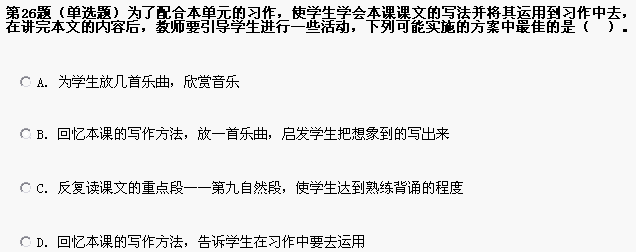 第26题（单选题）为了配合本单元的习作，使学生学会本课课文的写法并将其运用到习作中去，
在讲完本文的内容后，教师要引导学生进行一些活动，下列可能实施的方案中最佳的是（ ）。
A. 为学生放几首乐曲，欣赏音乐
B. 回忆本课的写作方法，放一首乐曲，启发学生把想象到的写出来
C. 反复读课文的重点段——第九自然段，使学生达到熟练背诵的程度
D. 回忆本课的写作方法，告诉学生在习作中要去运用